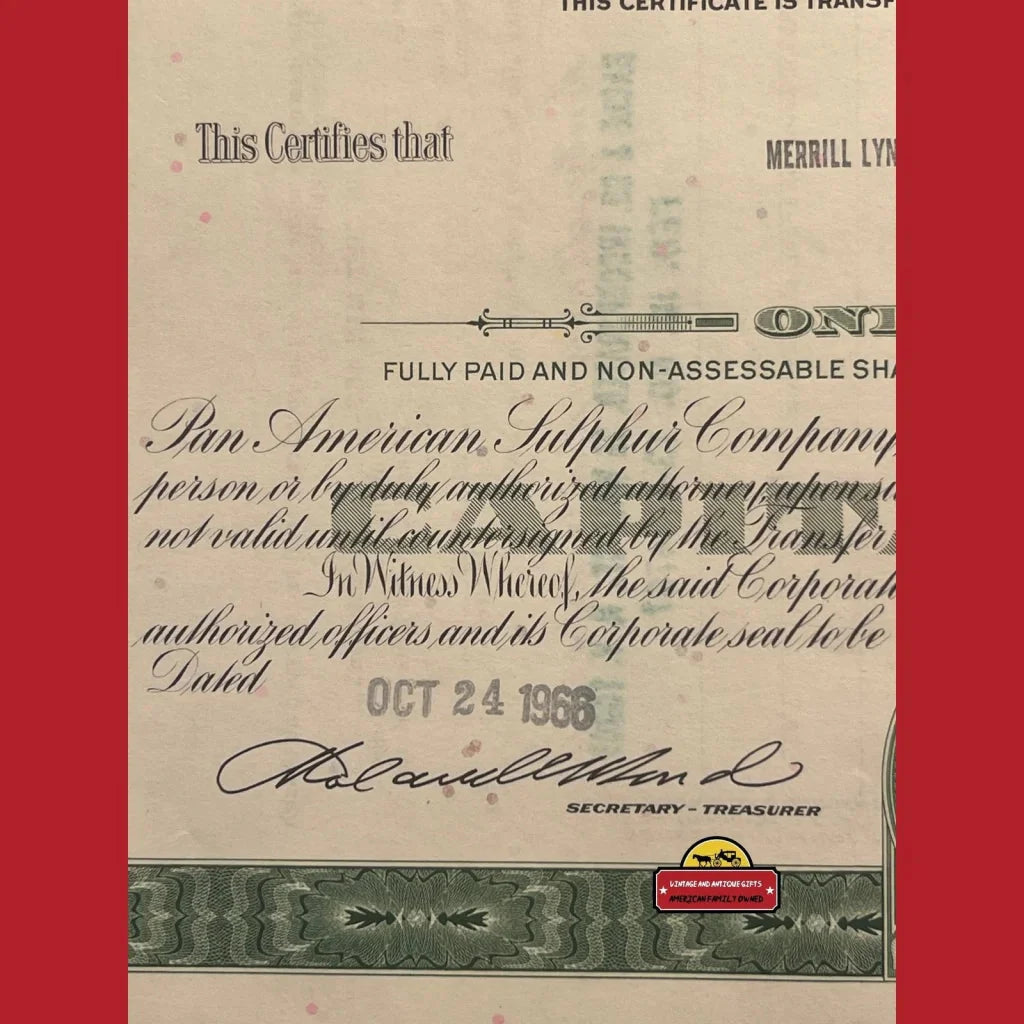 THIS CERTIFICATE IS TRANSF
This Certifies that
MERRILL LYN
ONE
FULLY PAID AND NON-ASSESSABLE SHA
Pan American Sulphur Company,
person or by duly authorized attorney, upon su
not valid until countersigned by the Transfer
In Witness Whereof, the said Corporati
authorized officers and its Corporate seal to be
CAPIT
Dated
OCT 24 1966
SECRETARY - TREASURER
VINTAGE AND ANTIQUE GIFTS
AMERICAN FAMILY OWNED